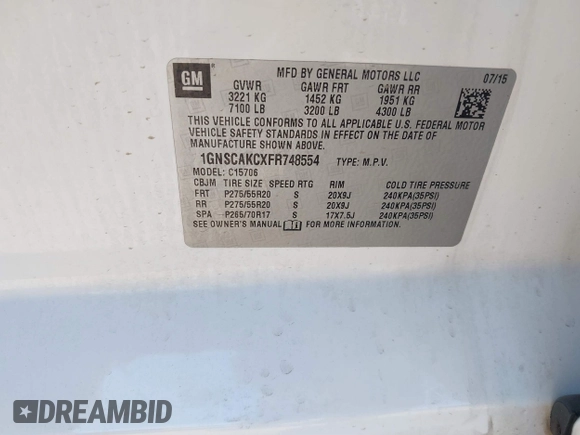 GM
MFD BY GENERAL MOTORS LLC 07/15
GVWR GAWR FRT GAWR RR
3221 KG 1452 KG 1951 KG
7100 LB 3200 LB 4300 LB
THIS VEHICLE CONFORMS TO ALL APPLICABLE U.S. FEDERAL MOTOR
VEHICLE SAFETY STANDARDS IN EFFECT ON THE DATE OF
MANUFACTURE SHOWN ABOVE.
1GNSCAKCXFR748554 TYPE: M.P.V.
MODEL: C15706
CBJM TIRE SIZE SPEED RTG RIM COLD TIRE PRESSURE
FRT P275/55R20 S 20X9J 240KPA(35PSI)
RR P275/55R20 S 20X9J 240KPA(35PSI)
SPA P265/70R17 S 17X7.5J 240KPA(35PSI)
SEE OWNER'S MANUAL FOR MORE INFORMATION.
DREAMBID